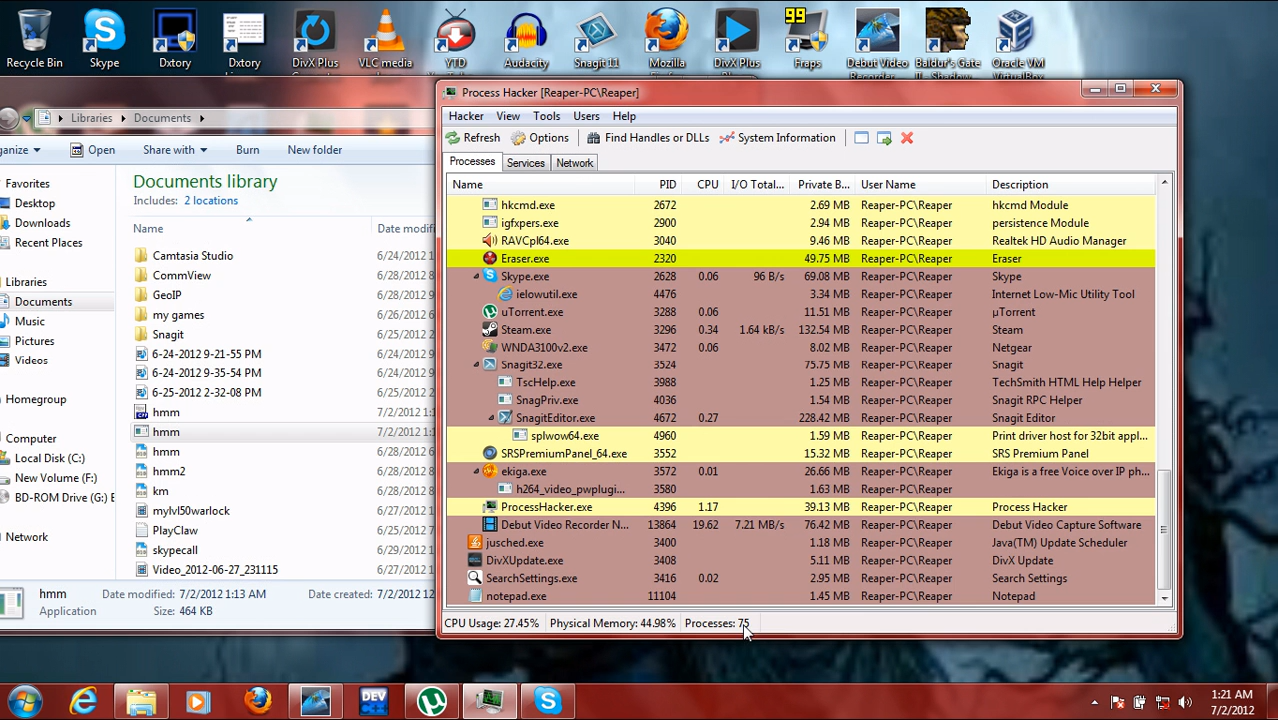 Recycle Bin
Skype
Dxtory
Dxtory
DivX Plus
VLC media
YTD
Audacity
Snagit 11
Mozilla
DivX Plus
99
Fraps
Debut Video
Baldur's Gate
Oracle VM
Recorder
II - Shadow
VirtualBox
Libraries
Documents
Open
Share with
Burn
New folder
Favorites
Desktop
Downloads
Recent Places
Libraries
Documents
Music
Pictures
Videos
Homegroup
Computer
Local Disk (C:)
New Volume (F:)
BD-ROM Drive (G:) E
Network
Documents library
Includes: 2 locations
Name
Date modif
Camtasia Studio 6/24/2012
CommView 6/28/2012
GeoIP 6/28/2012
my games 6/28/2012
Snagit 6/25/2012
6-24-2012 9-21-55 PM 6/24/2012
6-24-2012 9-35-54 PM 6/24/2012
6-25-2012 2-32-08 PM 6/25/2012
hmm 7/2/2012 1:1
hmm 7/2/2012 1:1
hmm
hmm2
km
mylvl50warlock
PlayClaw
skypecall
Video_2012-06-27_231115
hmm
Application
Date modified: 7/2/2012 1:13 AM
Size: 464 KB
Date created: 7/2/2012 12
Process Hacker [Reaper-PC\Reaper]
Hacker View Tools Users Help
Refresh Options Find Handles or DLLs System Information
Processes Services Network
Name PID CPU I/O Total... Private B... User Name Description
hkcmd.exe 2672 2.69 MB Reaper-PC\Reaper hkcmd Module
igfxpers.exe 2900 2.94 MB Reaper-PC\Reaper persistence Module
RAVCpl64.exe 3040 9.46 MB Reaper-PC\Reaper Realtek HD Audio Manager
Eraser.exe 2320 49.75 MB Reaper-PC\Reaper Eraser
Skype.exe 2628 0.06 96 B/s 69.08 MB Reaper-PC\Reaper Skype
ielowutil.exe 4476 3.34 MB Reaper-PC\Reaper Internet Low-Mic Utility Tool
uTorrent.exe 3288 0.06 11.51 MB Reaper-PC\Reaper µTorrent
Steam.exe 3296 0.34 1.64 kB/s 132.54 MB Reaper-PC\Reaper Steam
WNDA3100v2.exe 3472 0.06 8.02 MB Reaper-PC\Reaper Netgear
Snagit32.exe 3524 75.75 MB Reaper-PC\Reaper Snagit
TscHelp.exe 3988 1.25 MB Reaper-PC\Reaper TechSmith HTML Help Helper
SnagPriv.exe 4036 1.54 MB Reaper-PC\Reaper Snagit RPC Helper
SnagitEditor.exe 4672 0.27 228.42 MB Reaper-PC\Reaper Snagit Editor
splwow64.exe 4960 1.59 MB Reaper-PC\Reaper Print driver host for 32bit appl...
SRSPremiumPanel_64.exe 3552 15.32 MB Reaper-PC\Reaper SRS Premium Panel
ekiga.exe 3572 0.01 26.66 MB Reaper-PC\Reaper Ekiga is a free Voice over IP ph...
h264_video_pwplugi... 3580 1.63 MB Reaper-PC\Reaper
ProcessHacker.exe 4396 1.17 39.13 MB Reaper-PC\Reaper Process Hacker
Debut Video Recorder N... 13864 19.62 7.21 MB/s 76.42 MB Reaper-PC\Reaper Debut Video Capture Software
jusched.exe 3400 1.18 MB Reaper-PC\Reaper Java(TM) Update Scheduler
DivXUpdate.exe 3408 5.11 MB Reaper-PC\Reaper DivX Update
SearchSettings.exe 3416 0.02 2.95 MB Reaper-PC\Reaper Search Settings
notepad.exe 11104 1.45 MB Reaper-PC\Reaper Notepad
CPU Usage: 27.45% Physical Memory: 44.98% Processes: 75
DEV
1:21 AM
7/2/2012